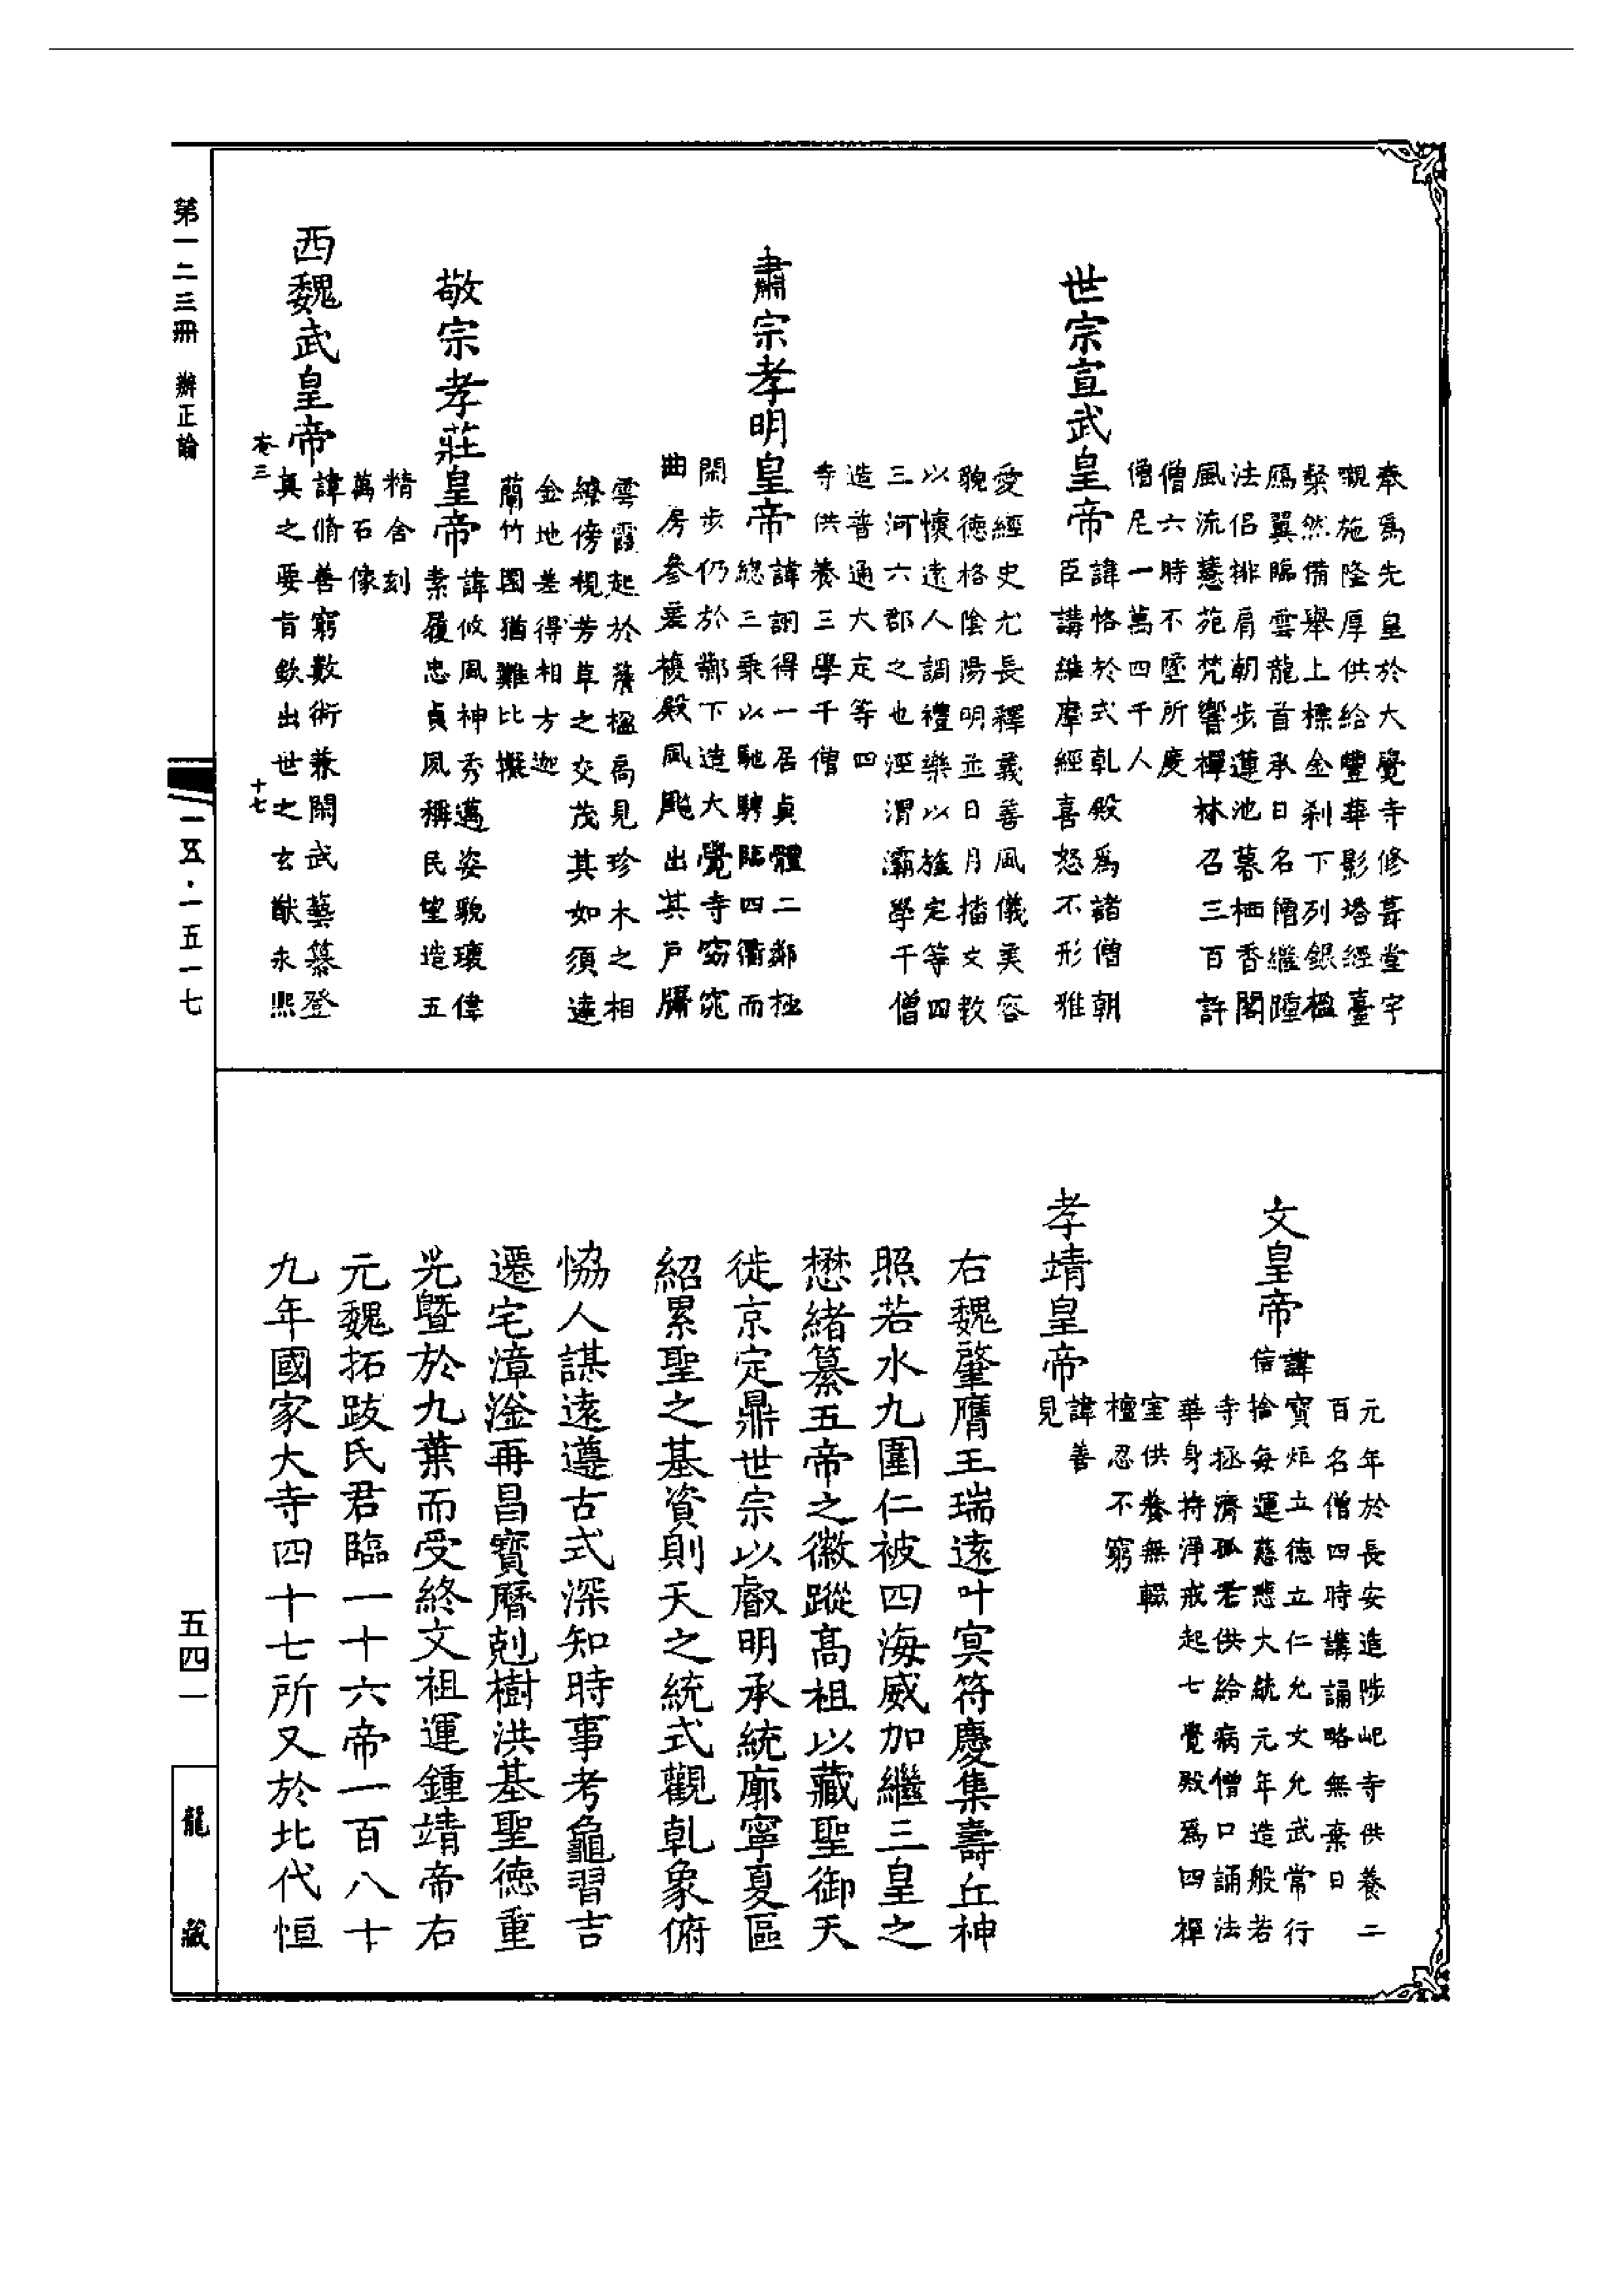 奉為先皇於大覺寺修葺堂宇
覩施隆厚供給豐華影塔經臺
粲然備舉上標金剎下列銀楹
鴈翼臨雲龍首承日名僧繼踵
法侶排肩朝步蓮池暮栖香閣
風流慧苑梵響禪林召三百許
僧六時不墜所度
僧尼一萬四千人
世宗宣武皇帝
諱恪於式乾殿為諸僧朝
臣講維摩經喜怒不形雅
愛經史尤長釋義善風儀美容
貌德格陰陽明並日月播文教
以懷遠人調禮樂以旌定等四
三河六郡之也涇渭灞學千僧
造普通大定等四
寺供養三學千僧
肅宗孝明皇帝
諱詡得一居貞體二鄰極
總三乘以馳騁臨四衢而
閑步仍於鄴下造大覺寺窈窕
曲房參差複殿風飈出其戶牖
雲霞起於簷楹高見珍木之相
繚傍視芳草之交茂其如須達
金地差得相方迦
蘭竹園猶難比擬
敬宗孝莊皇帝
諱攸風神秀邁姿貌瓌偉
素履忠貞夙稱民望造五
精舍刻
萬石像
西魏武皇帝
諱脩善窮數術兼閑武藝纂登
真之要旨欽出世之玄猷永熙
卷三 十七
元年於長安造陟屺寺供養二
百名僧四時講誦略無棄日
文皇帝
諱寶炬立德立仁允文允武常行
信捨每運慈悲大統元年造般若
寺拯濟孤老供給病僧口誦法
華身持淨戒起七覺殿為四禪
室供養無輟
檀忍不窮
孝靖皇帝
諱善
見
右魏肇膺王瑞遠叶冥符慶集壽丘神
照若水九圍仁被四海威加繼三皇之
懋緒纂五帝之徽蹤高祖以藏聖御天
徙京定鼎世宗以叡明承統廓寧夏區
紹累聖之基資則天之統式觀乹象俯
恊人謀遠遵古式深知時事考龜習吉
遷宅漳滏再昌寶曆剋樹洪基聖德重
光暨於九葉而受終文祖運鍾靖帝右
元魏拓跋氏君臨一十六帝一百八十
九年國家大寺四十七所又於北代恒
第一二三冊 辯正論
一五·一五一七
五四一
龍藏